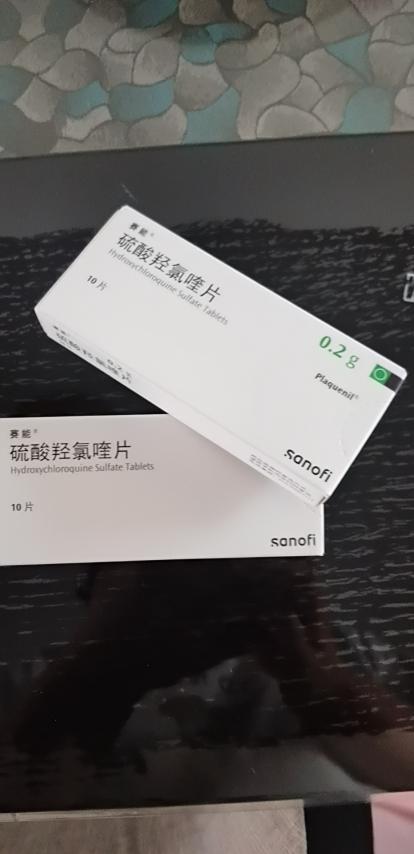 赛能®
硫酸羟氯喹片
Hydroxychloroquine Sulfate Tablets
10片
0.2 g
Plaquenil®
sanofi
赛能®
硫酸羟氯喹片
Hydroxychloroquine Sulfate Tablets
10片
sanofi